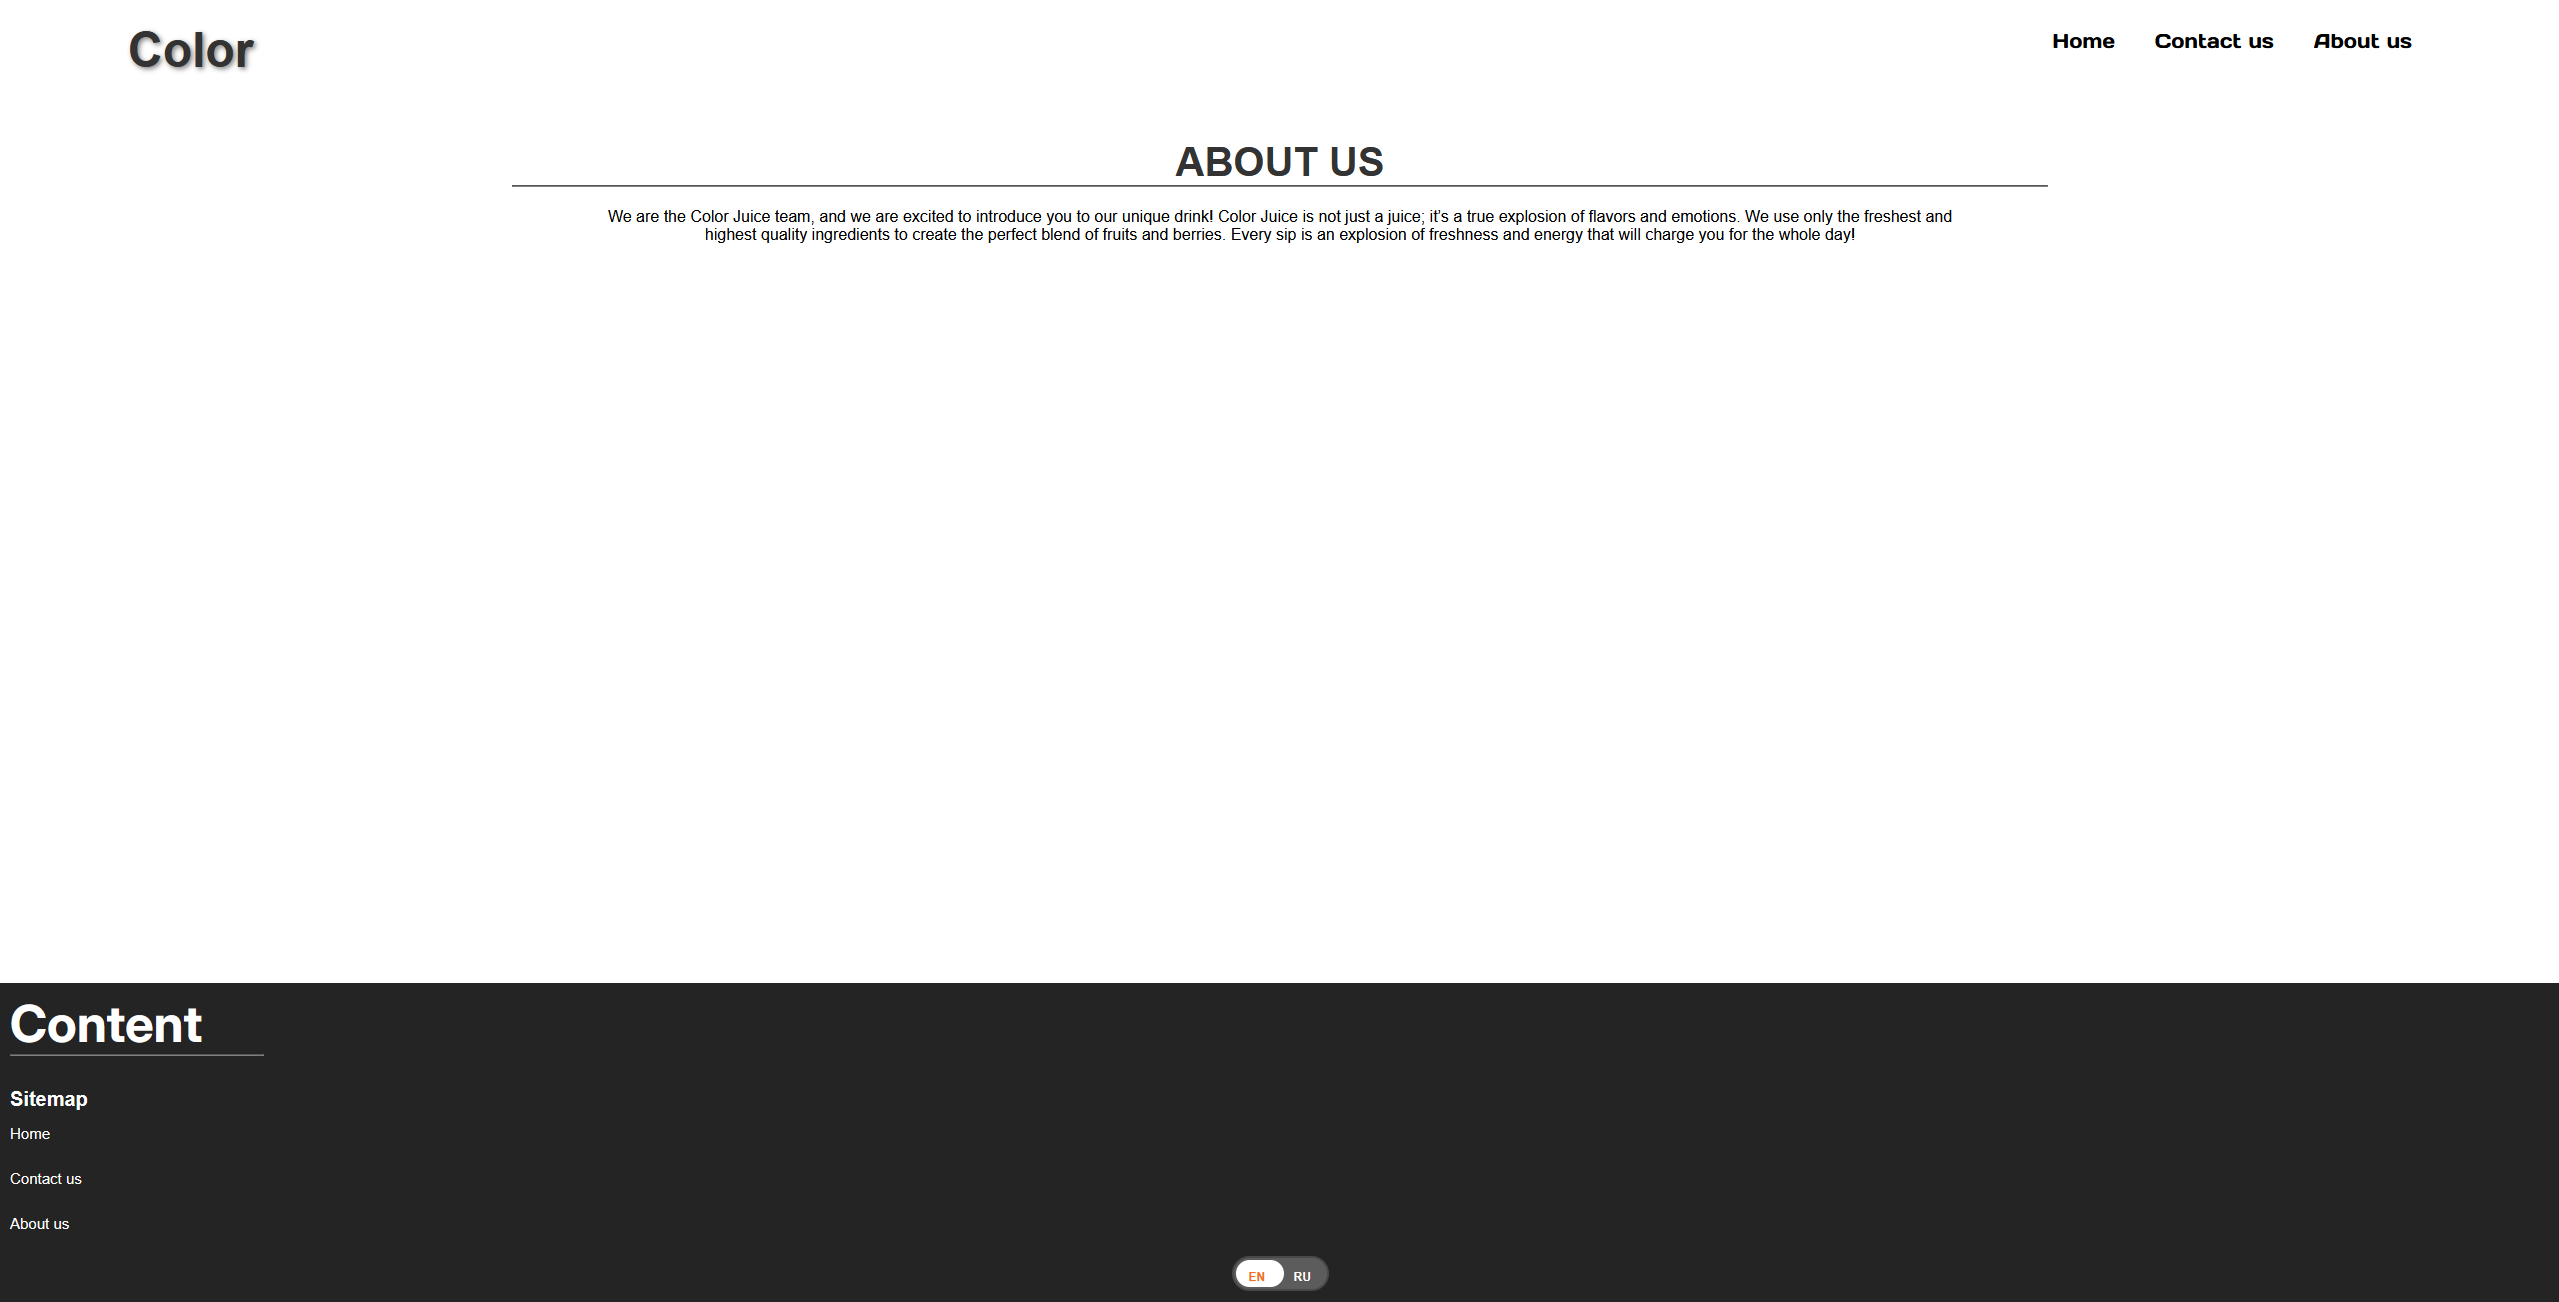 Color
Home
Contact us
About us
ABOUT US
We are the Color Juice team, and we are excited to introduce you to our unique drink! Color Juice is not just a juice; it's a true explosion of flavors and emotions. We use only the freshest and
highest quality ingredients to create the perfect blend of fruits and berries. Every sip is an explosion of freshness and energy that will charge you for the whole day!
Content
Sitemap
Home
Contact us
About us
EN RU